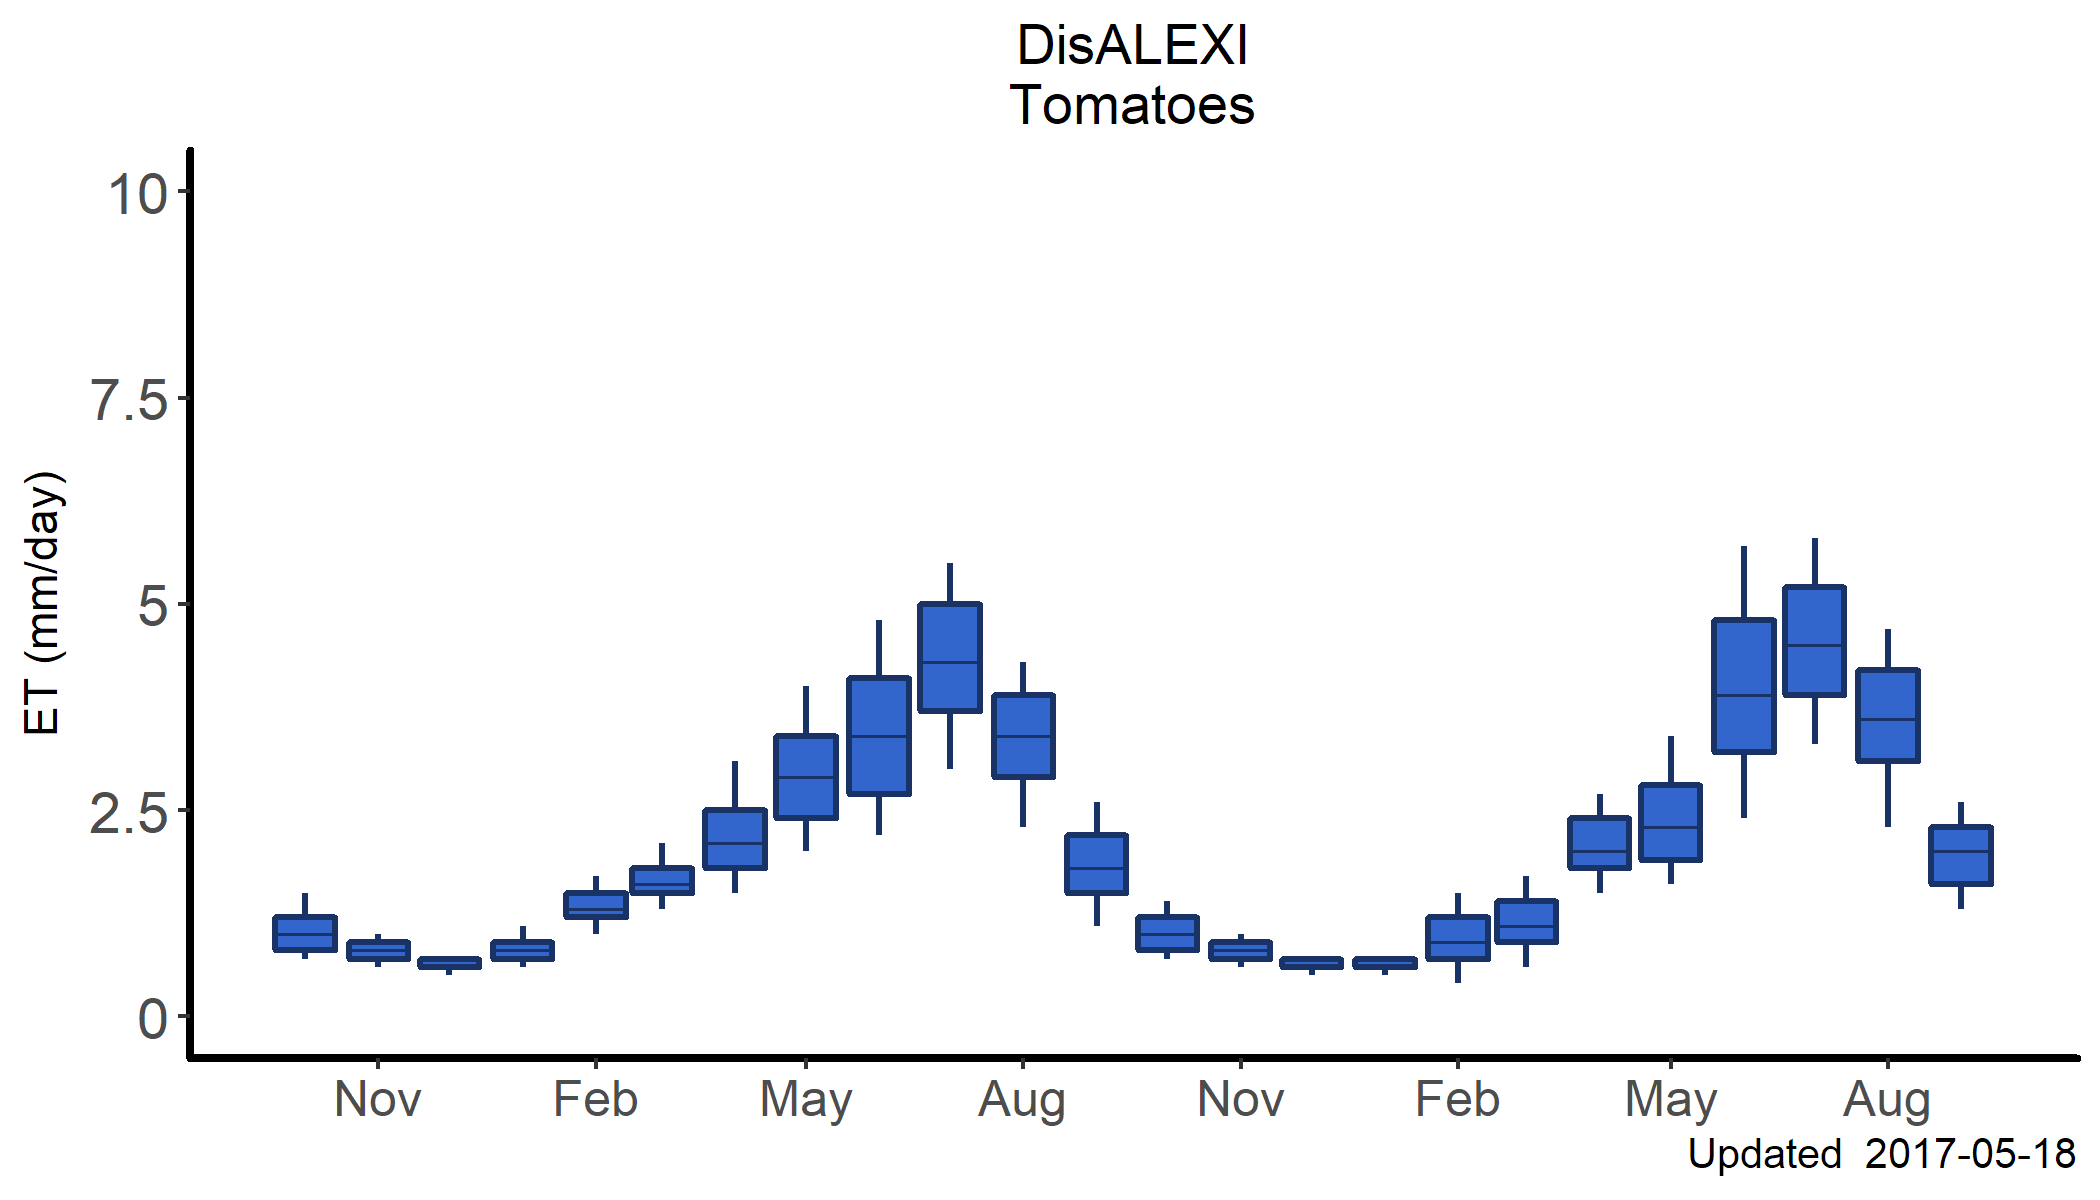 DisALEXI
Tomatoes
ET (mm/day)
10
7.5
5
2.5
0
Nov Feb May Aug Nov Feb May Aug
Updated 2017-05-18